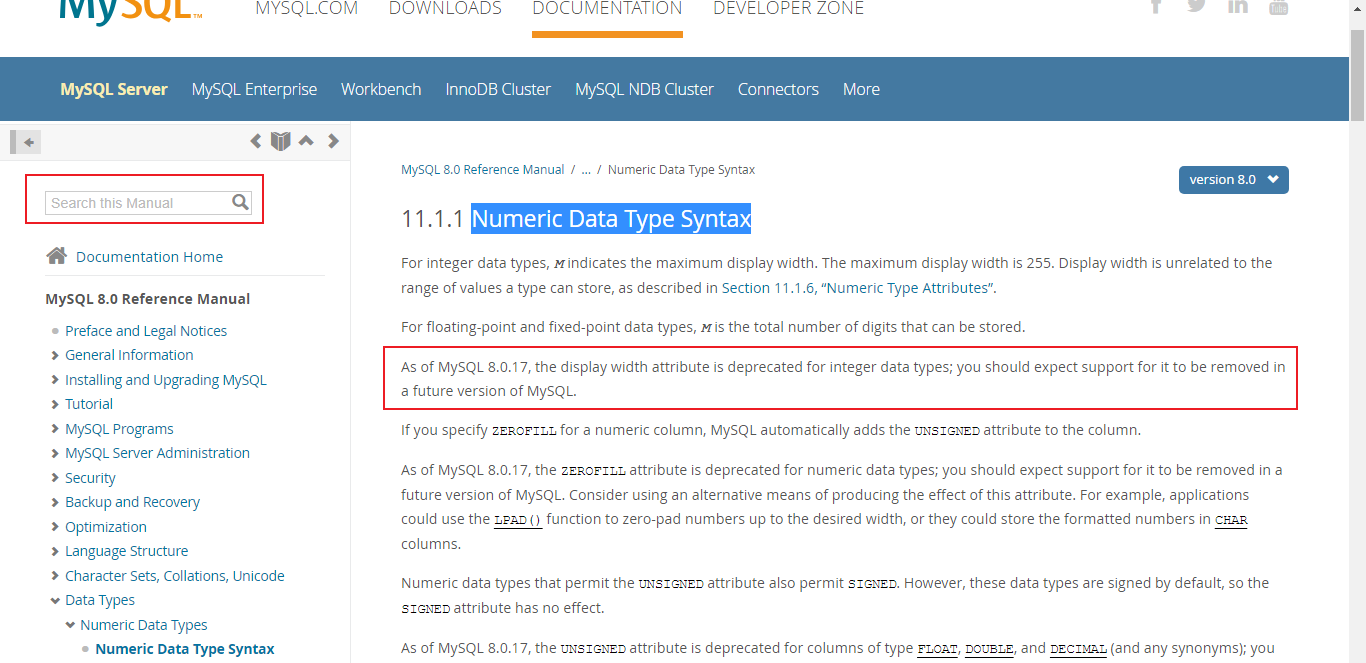 MySQL™
MYSQL.COM DOWNLOADS DOCUMENTATION DEVELOPER ZONE
MySQL Server MySQL Enterprise Workbench InnoDB Cluster MySQL NDB Cluster Connectors More
Search this Manual
Documentation Home
MySQL 8.0 Reference Manual
Preface and Legal Notices
General Information
Installing and Upgrading MySQL
Tutorial
MySQL Programs
MySQL Server Administration
Security
Backup and Recovery
Optimization
Language Structure
Character Sets, Collations, Unicode
Data Types
Numeric Data Types
Numeric Data Type Syntax
MySQL 8.0 Reference Manual / ... / Numeric Data Type Syntax
version 8.0
11.1.1 Numeric Data Type Syntax
For integer data types, M indicates the maximum display width. The maximum display width is 255. Display width is unrelated to the
range of values a type can store, as described in Section 11.1.6, “Numeric Type Attributes”.
For floating-point and fixed-point data types, M is the total number of digits that can be stored.
As of MySQL 8.0.17, the display width attribute is deprecated for integer data types; you should expect support for it to be removed in
a future version of MySQL.
If you specify ZEROFILL for a numeric column, MySQL automatically adds the UNSIGNED attribute to the column.
As of MySQL 8.0.17, the ZEROFILL attribute is deprecated for numeric data types; you should expect support for it to be removed in a
future version of MySQL. Consider using an alternative means of producing the effect of this attribute. For example, applications
could use the LPAD() function to zero-pad numbers up to the desired width, or they could store the formatted numbers in CHAR
columns.
Numeric data types that permit the UNSIGNED attribute also permit SIGNED. However, these data types are signed by default, so the
SIGNED attribute has no effect.
As of MySQL 8.0.17, the UNSIGNED attribute is deprecated for columns of type FLOAT, DOUBLE, and DECIMAL (and any synonyms); you